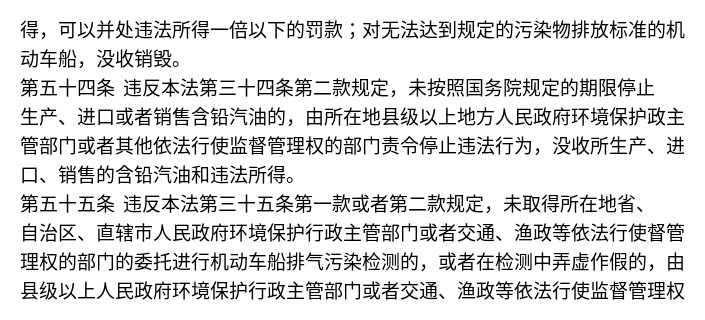 得，可以并处违法所得一倍以下的罚款；对无法达到规定的污染物排放标准的机
动车船，没收销毁。
第五十四条 违反本法第三十四条第二款规定，未按照国务院规定的期限停止
生产、进口或者销售含铅汽油的，由所在地县级以上地方人民政府环境保护政主
管部门或者其他依法行使监督管理权的部门责令停止违法行为，没收所生产、进
口、销售的含铅汽油和违法所得。
第五十五条 违反本法第三十五条第一款或者第二款规定，未取得所在地省、
自治区、直辖市人民政府环境保护行政主管部门或者交通、渔政等依法行使督管
理权的部门的委托进行机动车船排气污染检测的，或者在检测中弄虚作假的，由
县级以上人民政府环境保护行政主管部门或者交通、渔政等依法行使监督管理权